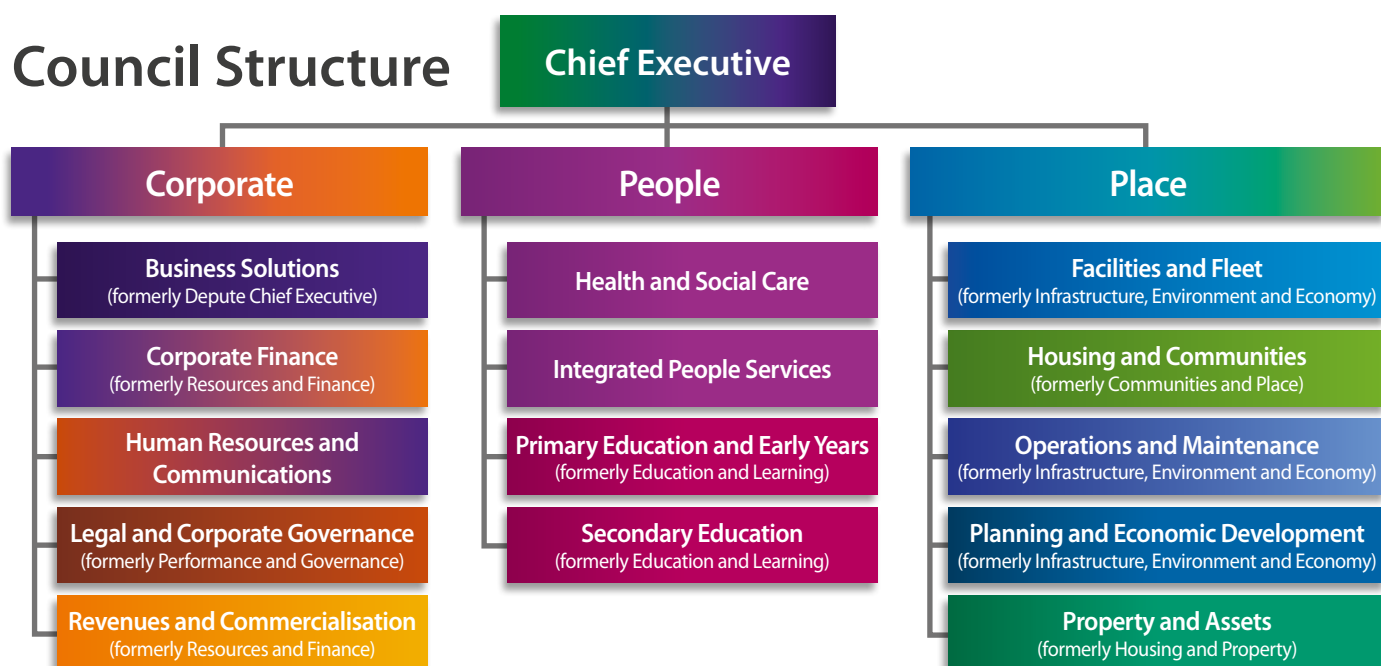 Council Structure
Chief Executive
Corporate
Business Solutions
(formerly Depute Chief Executive)
Corporate Finance
(formerly Resources and Finance)
Human Resources and
Communications
Legal and Corporate Governance
(formerly Performance and Governance)
Revenues and Commercialisation
(formerly Resources and Finance)
People
Health and Social Care
Integrated People Services
Primary Education and Early Years
(formerly Education and Learning)
Secondary Education
(formerly Education and Learning)
Place
Facilities and Fleet
(formerly Infrastructure, Environment and Economy)
Housing and Communities
(formerly Communities and Place)
Operations and Maintenance
(formerly Infrastructure, Environment and Economy)
Planning and Economic Development
(formerly Infrastructure, Environment and Economy)
Property and Assets
(formerly Housing and Property)